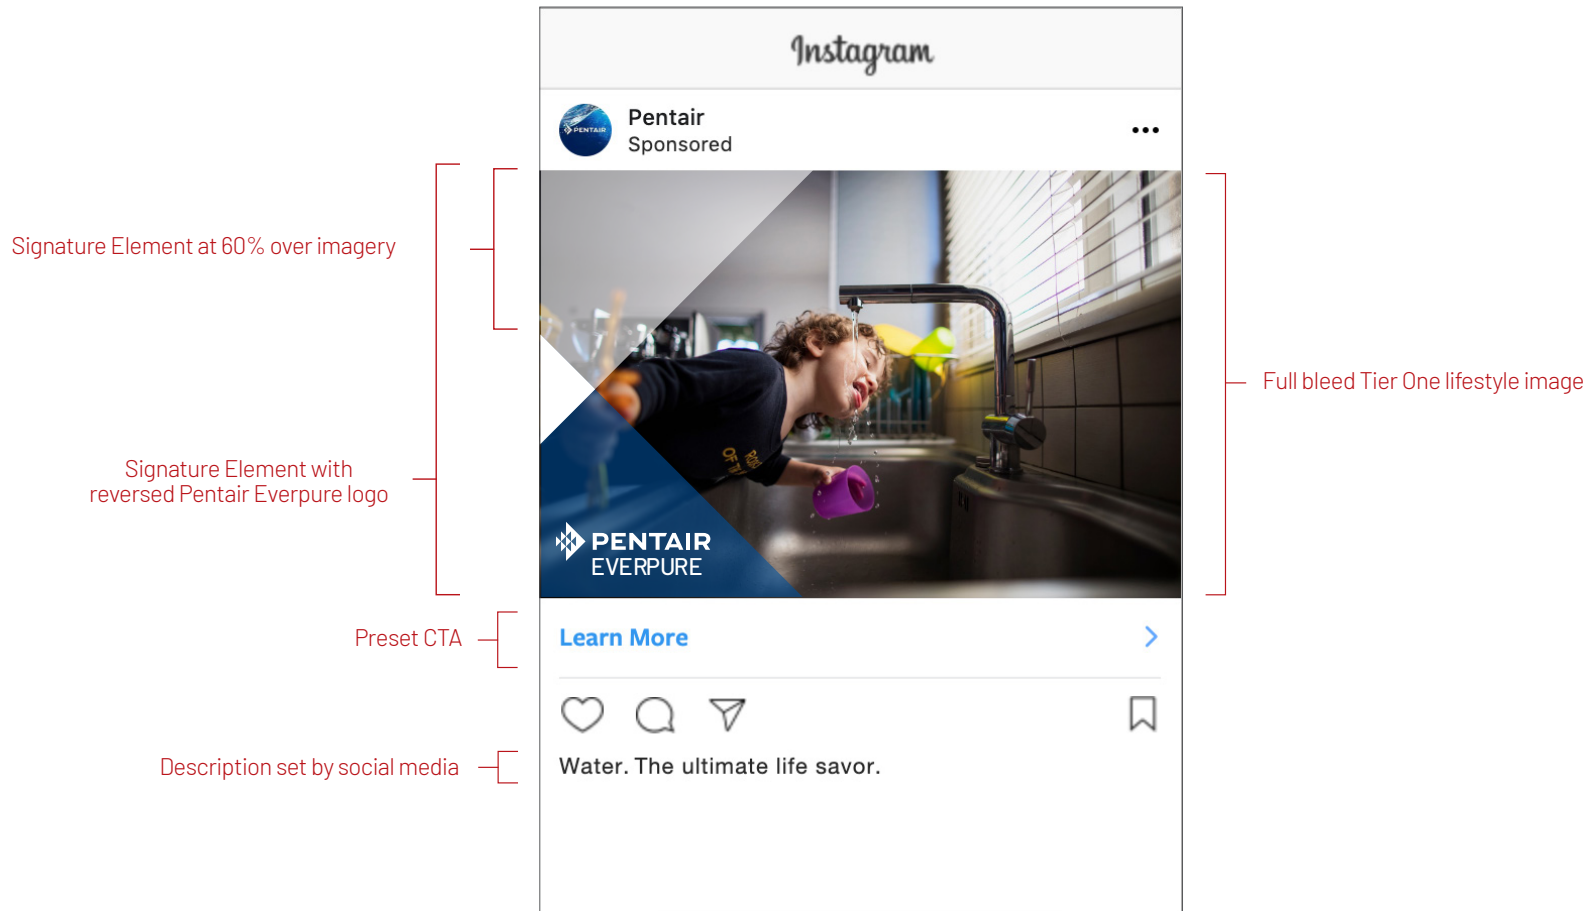 Instagram
PENTAIR
Pentair
Sponsored
Signature Element at 60% over imagery
Full bleed Tier One lifestyle image
Signature Element with
reversed Pentair Everpure logo
PENTAIR
EVERPURE
Preset CTA
Learn More
Description set by social media
Water. The ultimate life savor.